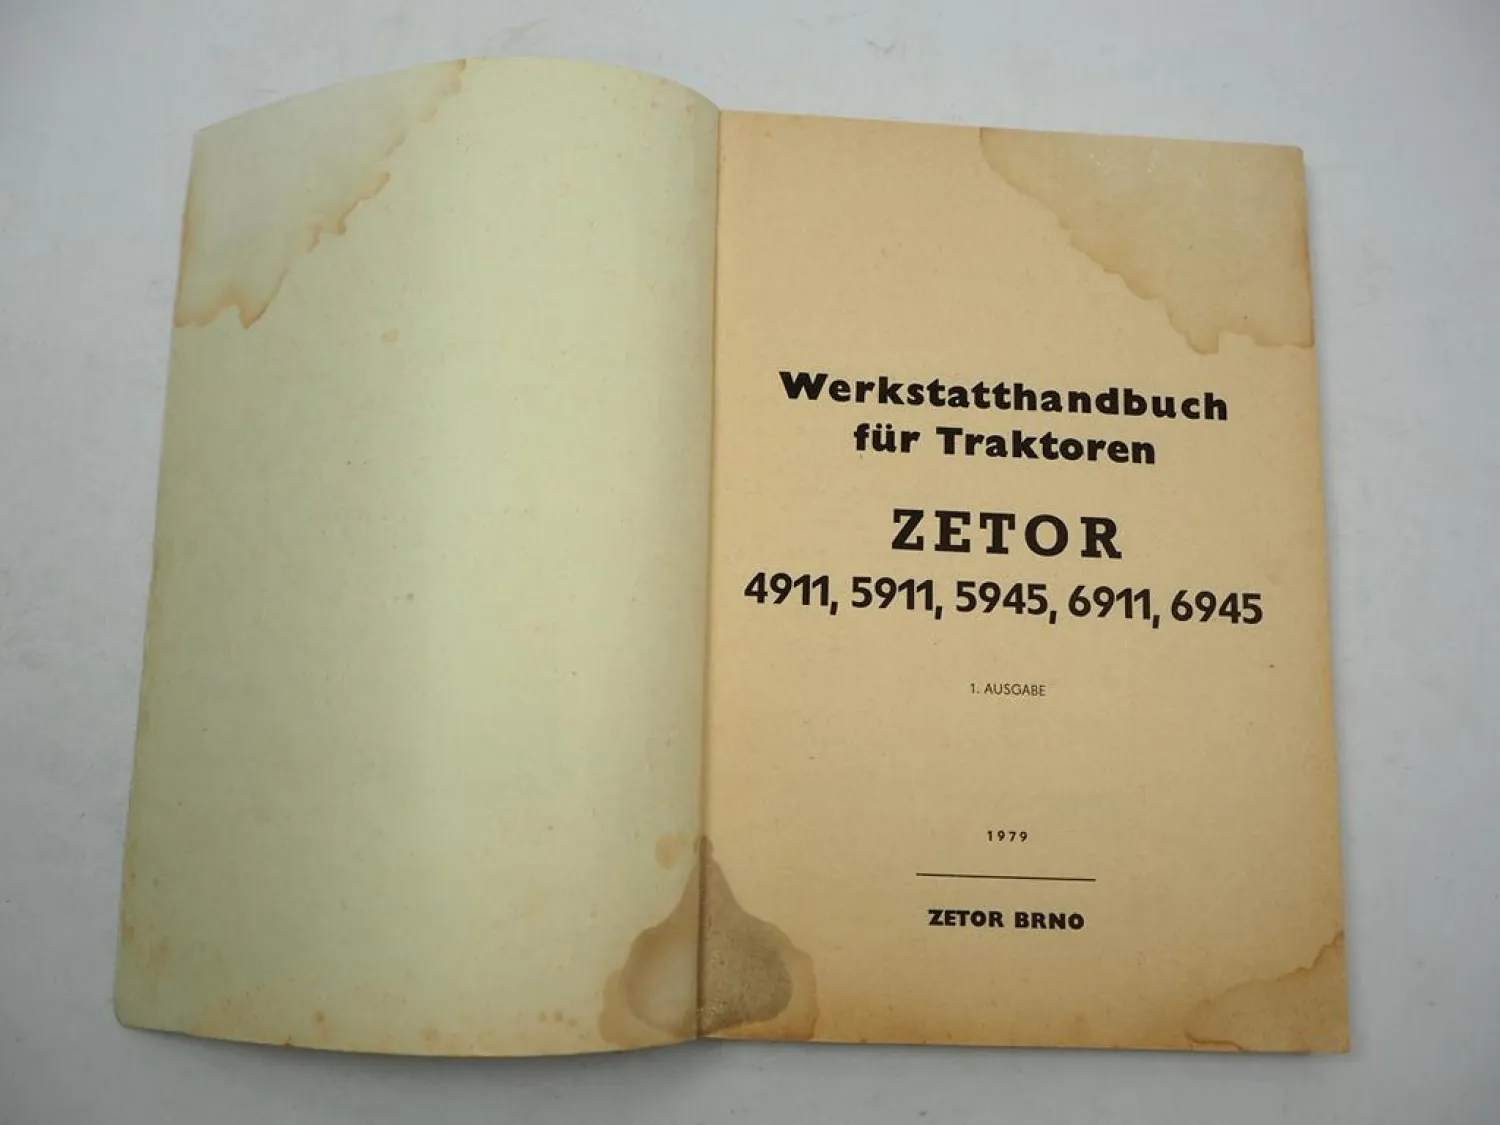 Werkstatthandbuch
für Traktoren
ZETOR
4911, 5911, 5945, 6911, 6945
1. AUSGABE
1979
ZETOR BRNO